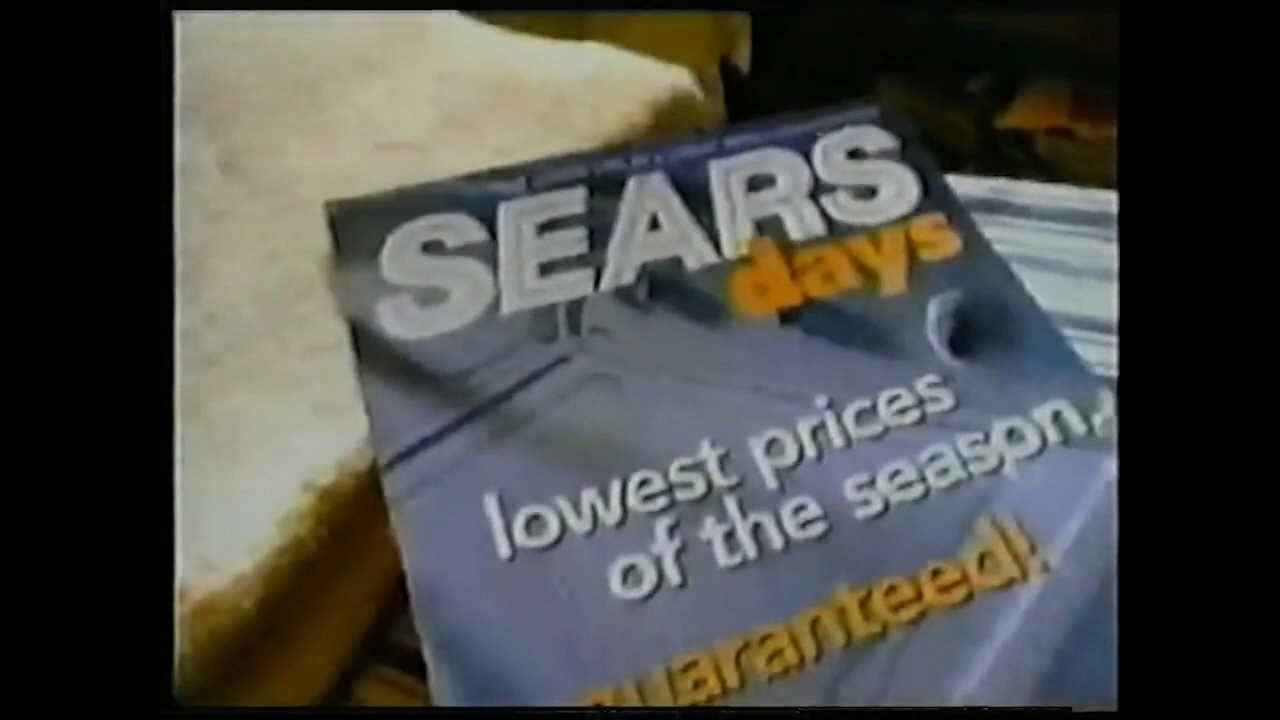 SEARS
days
lowest prices
of the season,
guaranteed!